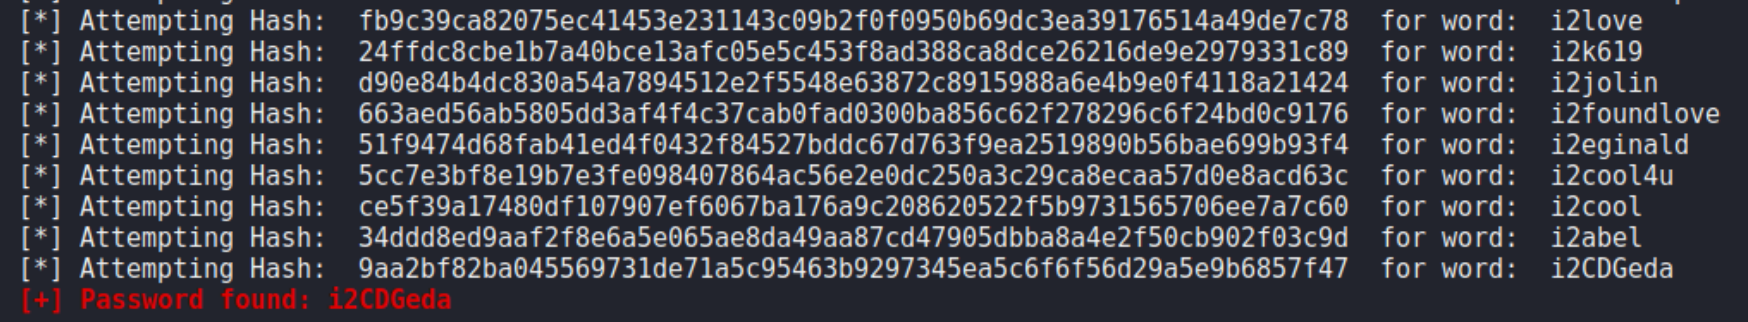 [*] Attempting Hash:  fb9c39ca82075ec41453e231143c09b2f0f0950b69dc3ea39176514a49de7c78  for word:  i2love
[*] Attempting Hash:  24ffdc8cbe1b7a40bce13afc05e5c453f8ad388ca8dce26216de9e2979331c89  for word:  i2k619
[*] Attempting Hash:  d90e84b4dc830a54a7894512e2f5548e63872c8915988a6e4b9e0f4118a21424  for word:  i2jolin
[*] Attempting Hash:  663aed56ab5805dd3af4f4c37cab0fad0300ba856c62f278296c6f24bd0c9176  for word:  i2foundlove
[*] Attempting Hash:  51f9474d68fab41ed4f0432f84527bddc67d763f9ea2519890b56bae699b93f4  for word:  i2eginald
[*] Attempting Hash:  5cc7e3bf8e19b7e3fe098407864ac56e2e0dc250a3c29ca8ecaa57d0e8acd63c  for word:  i2cool4u
[*] Attempting Hash:  ce5f39a17480df107907ef6067ba176a9c208620522f5b9731565706ee7a7c60  for word:  i2cool
[*] Attempting Hash:  34ddd8ed9aaf2f8e6a5e065ae8da49aa87cd47905dbba8a4e2f50cb902f03c9d  for word:  i2abel
[*] Attempting Hash:  9aa2bf82ba045569731de71a5c95463b9297345ea5c6f6f56d29a5e9b6857f47  for word:  i2CDGeda
[+] Password found: i2CDGeda